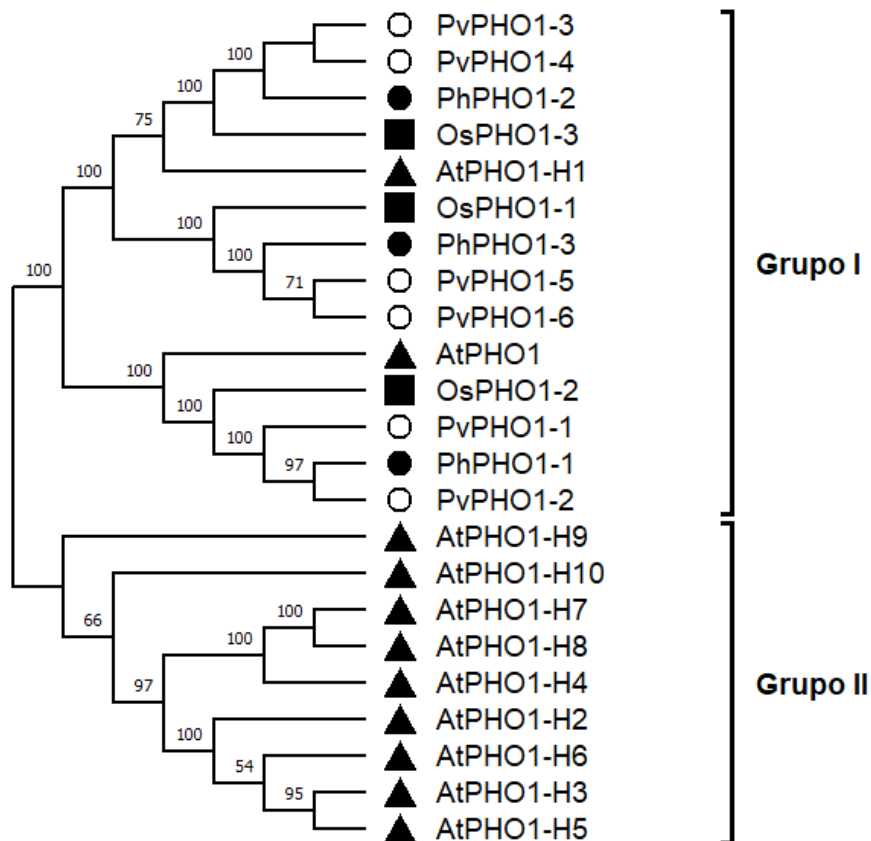 PvPHO1-3
PvPHO1-4
100
PhPHO1-2
100
OsPHO1-3
75
AtPHO1-H1
100
OsPHO1-1
100
PhPHO1-3
100
PvPHO1-5
71
PvPHO1-6
100
Grupo I
AtPHO1
100
OsPHO1-2
100
PvPHO1-1
100
PhPHO1-1
97
PvPHO1-2
AtPHO1-H9
AtPHO1-H10
66
AtPHO1-H7
100
AtPHO1-H8
100
AtPHO1-H4
97
Grupo II
AtPHO1-H2
100
AtPHO1-H6
54
AtPHO1-H3
95
AtPHO1-H5